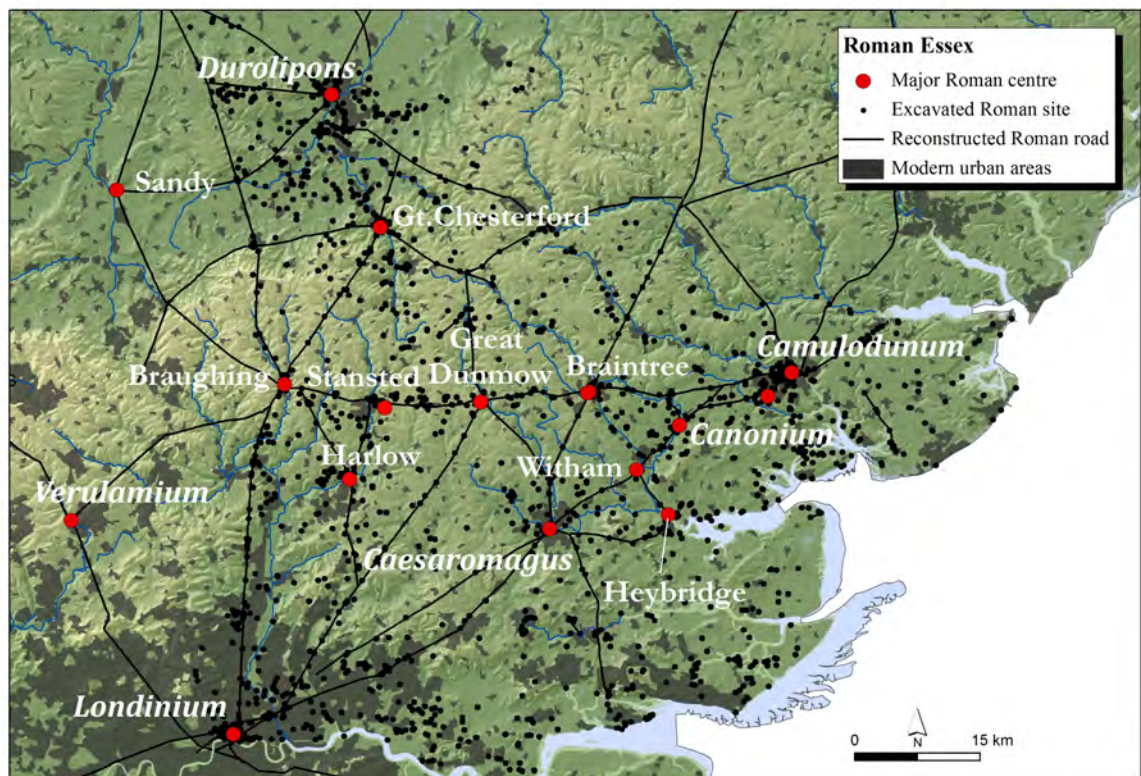 Roman Essex
Major Roman centre
Excavated Roman site
Reconstructed Roman road
Modern urban areas
Durolipons
Sandy
Gt.Chesterford
Great
Dunmow
Camulodunum
Braughing
Stansted
Braintree
Canonium
Harlow
Witham
Verulamium
Caesaromagus
Heybridge
Londinium
N
0 15 km